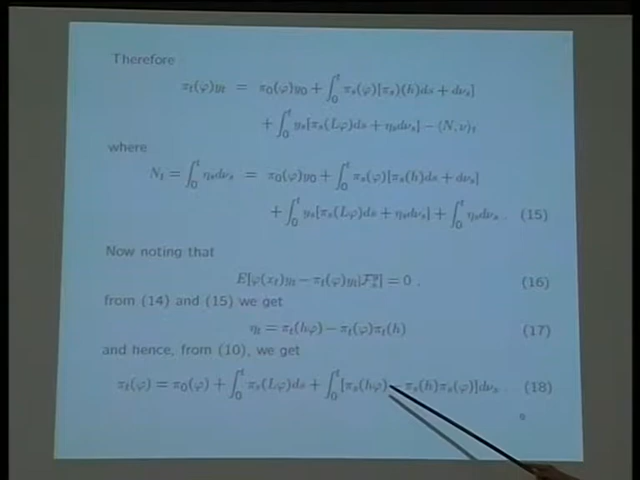 Therefore
π_t(φ)y_t = π_0(φ)y_0 + ∫_0^t π_s(φ)[π_s)(h)ds + dν_s]
+ ∫_0^t y_s[π_s(Lφ)ds + η_s dν_s] − ⟨N, ν⟩_t
where
N_t = ∫_0^t η_s dν_s = π_0(φ)y_0 + ∫_0^t π_s(φ)[π_s(h)ds + dν_s]
+ ∫_0^t y_s[π_s(Lφ)ds + η_s dν_s] + ∫_0^t η_s dν_s . (15)
Now noting that
E[φ(x_t)y_t − π_t(φ)y_t|F_s^y] = 0 . (16)
from (14) and (15) we get
η_t = π_t(hφ) − π_t(φ)π_t(h) (17)
and hence, from (10), we get
π_t(φ) = π_0(φ) + ∫_0^t π_s(Lφ)ds + ∫_0^t [π_s(hφ) − π_s(h)π_s(φ)]dν_s . (18)